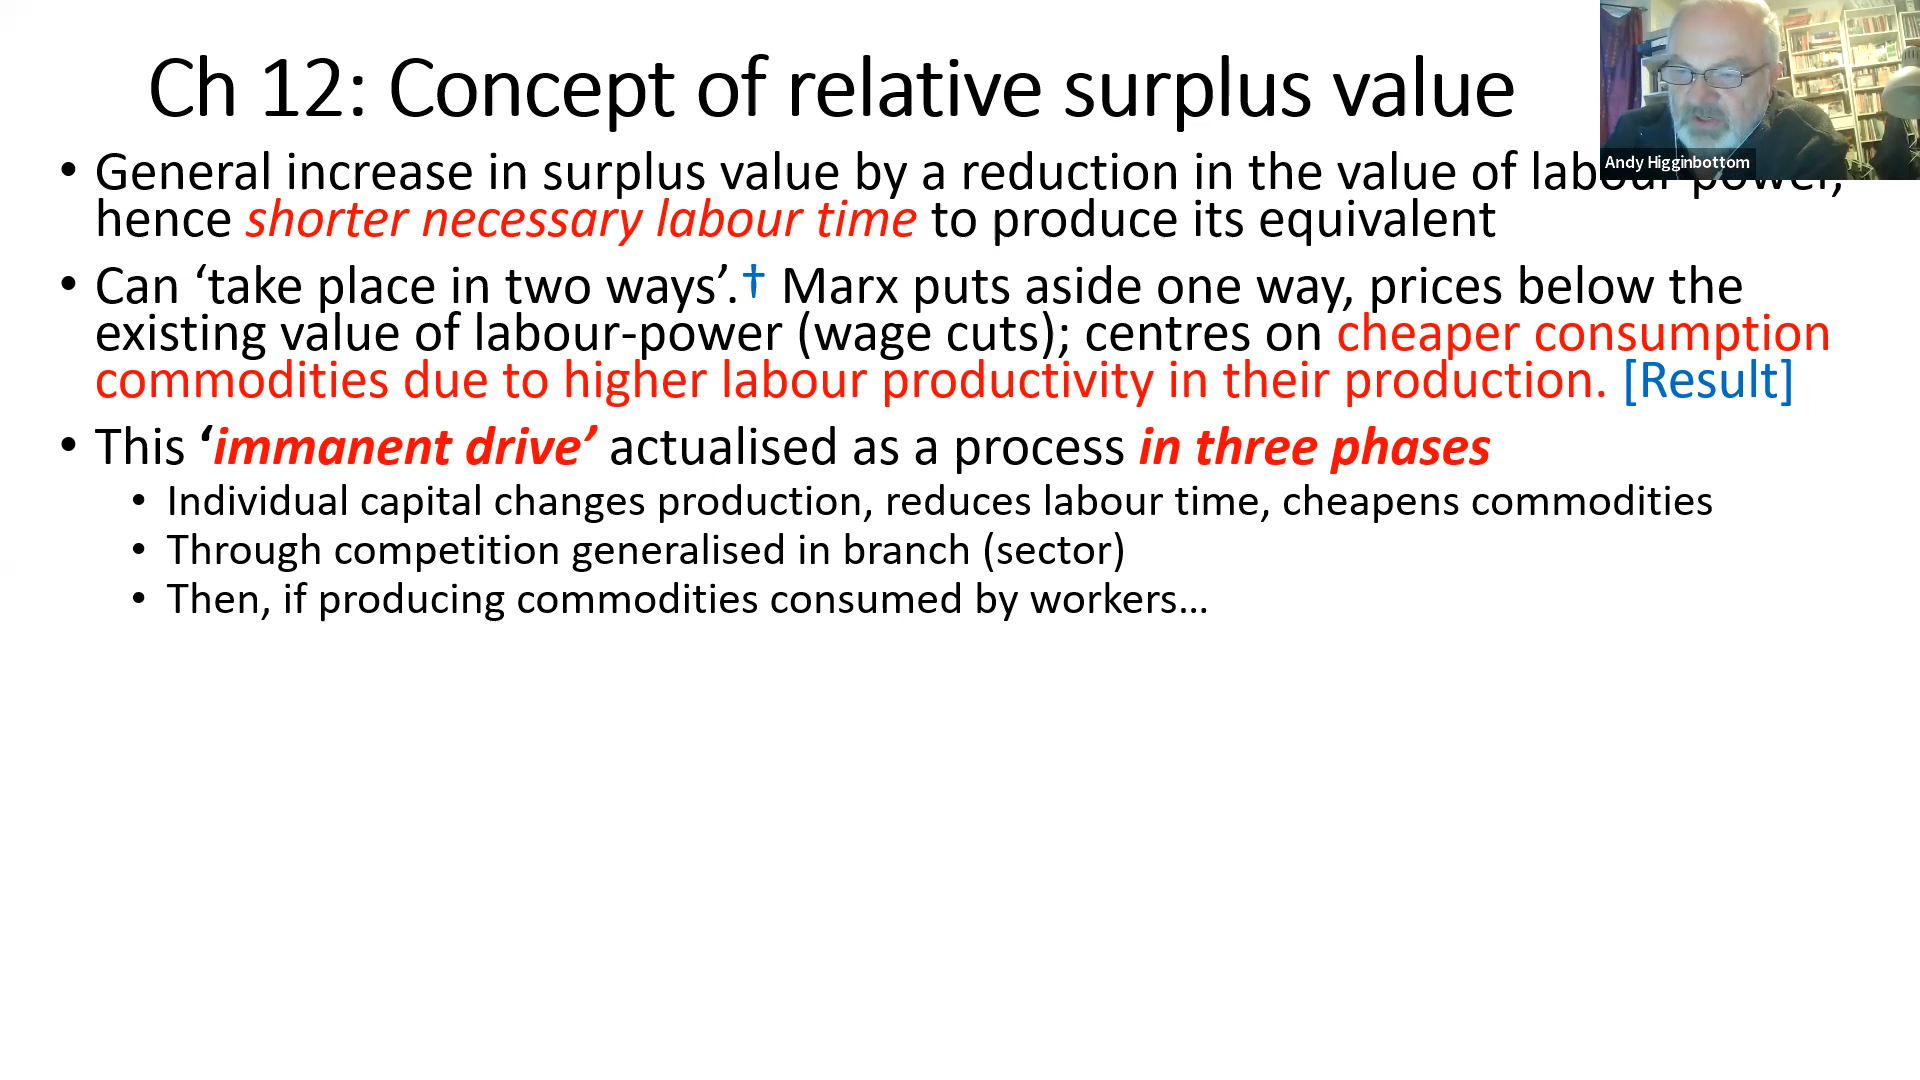 Ch 12: Concept of relative surplus value
Andy Higginbottom
• General increase in surplus value by a reduction in the value of labour-power,
hence shorter necessary labour time to produce its equivalent
• Can ‘take place in two ways’.† Marx puts aside one way, prices below the
existing value of labour-power (wage cuts); centres on cheaper consumption
commodities due to higher labour productivity in their production. [Result]
• This ‘immanent drive’ actualised as a process in three phases
• Individual capital changes production, reduces labour time, cheapens commodities
• Through competition generalised in branch (sector)
• Then, if producing commodities consumed by workers…